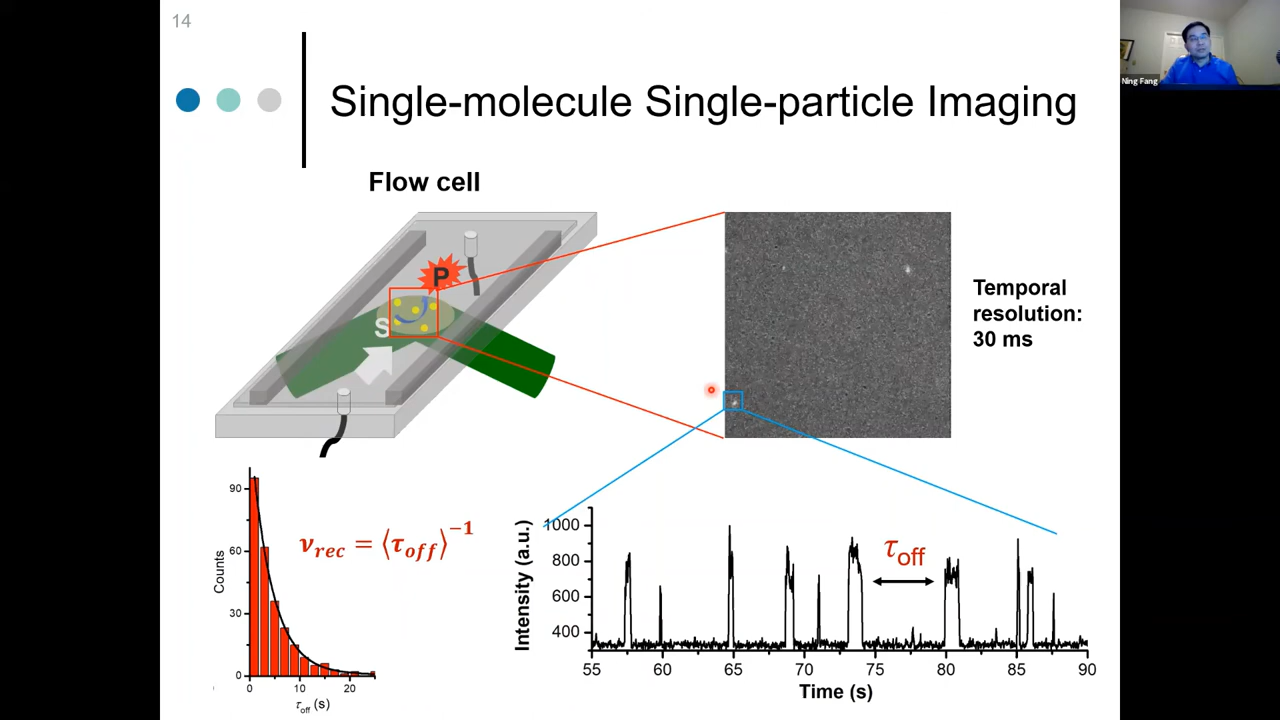 14
Single-molecule Single-particle Imaging
Ning Fang
Flow cell
P
S
Temporal
resolution:
30 ms
90
60
30
0
Counts
0 10 20
τoff (s)
νrec = ⟨τoff⟩⁻¹
1000
800
600
400
Intensity (a.u.)
τoff
55 60 65 70 75 80 85 90
Time (s)